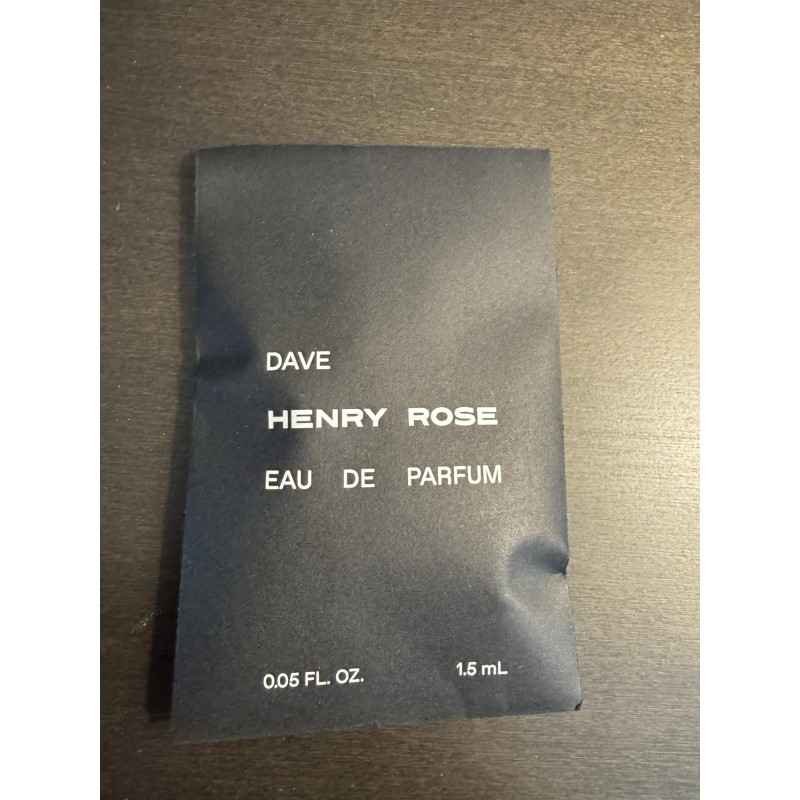 DAVE
HENRY ROSE
EAU DE PARFUM
0.05 FL. OZ. 1.5 mL